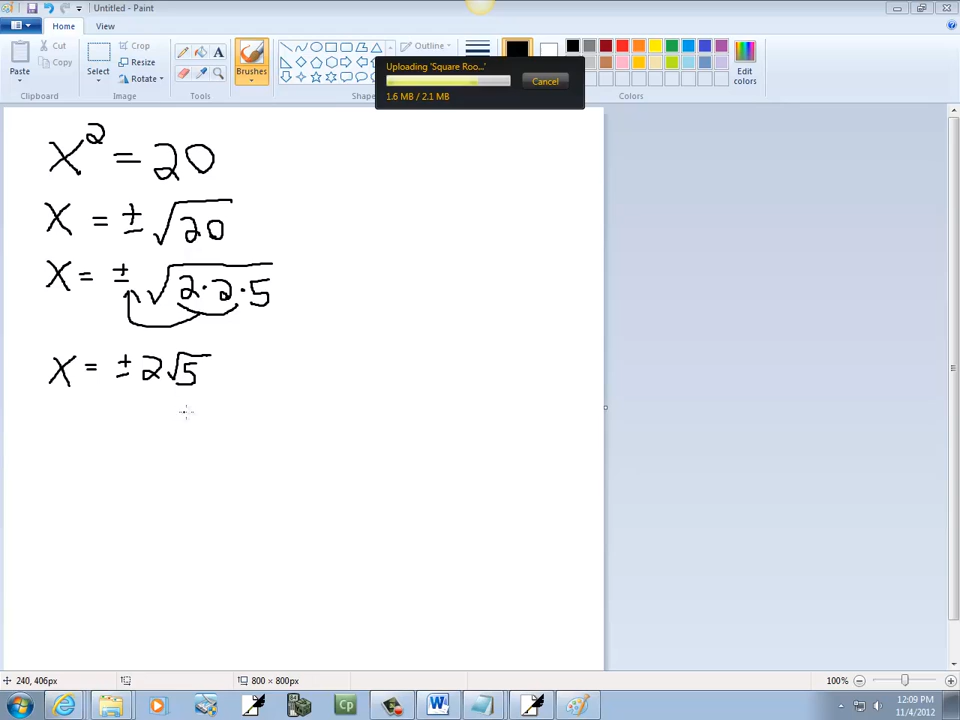 Untitled - Paint
Home View
Paste
Cut
Copy
Clipboard
Select
Crop
Resize
Rotate
Image
A
Tools
Brushes
Outline
Colors
Edit colors
Uploading 'Square Roo...'
Cancel
1.6 MB / 2.1 MB
x² = 20
x = ± √20
x = ± √2·2·5
x = ± 2√5
240, 406px
800 × 800px
100%
Cp
W
12:09 PM
11/4/2012